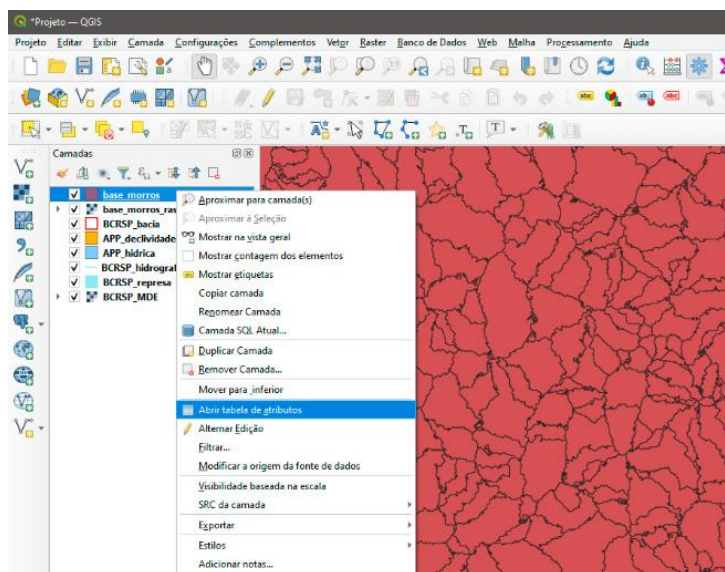 *Projeto — QGIS
Projeto Editar Exibir Camada Configurações Complementos Vetor Raster Banco de Dados Web Malha Processamento Ajuda
abc abc abc
Camadas
base_morros
base_morros_ras
BCRSP_bacia
APP_declividade
APP_hidrica
BCRSP_hidrograf
BCRSP_represa
BCRSP_MDE
Aproximar para camada(s)
Aproximar à Seleção
Mostrar na vista geral
Mostrar contagem dos elementos
Mostrar etiquetas
Copiar camada
Renomear Camada
Camada SQL Atual...
Duplicar Camada
Remover Camada...
Mover para _inferior
Abrir tabela de atributos
Alternar Edição
Filtrar...
Modificar a origem da fonte de dados
Visibilidade baseada na escala
SRC da camada
Exportar
Estilos
Adicionar notas...